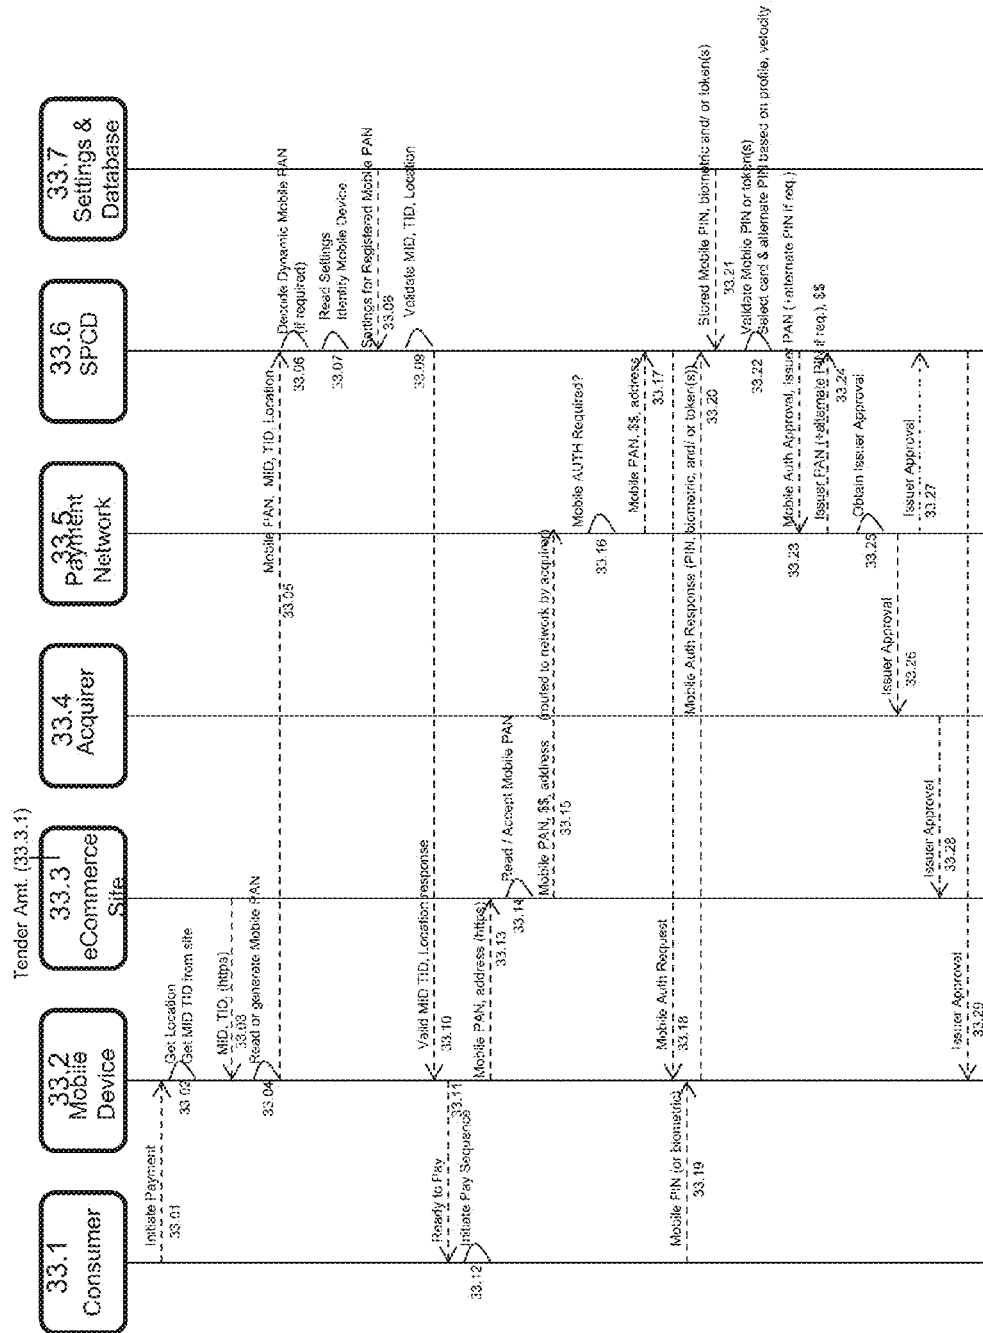 Tender Amt. (33.3.1)
33.1
Consumer
33.2
Mobile
Device
33.3
eCommerce
Site
33.4
Acquirer
33.5
Payment
Network
33.6
SPCD
33.7
Settings &
Database
Initiate Payment
33.01
Get Location
Get MID TID from site
33.02
MID, TID, (https)
33.03
Read or generate Mobile PAN
33.04
Mobile PAN, MID, TID, Location
33.05
Decode Dynamic Mobile PAN
(if required)
33.06
Read Settings
Identity Mobile Device
33.07
Settings for Registered Mobile PAN
33.08
Validate MID, TID, Location
33.09
Valid MID TID, Location response
33.10
Ready to Pay
33.11
Initiate Pay Sequence
33.12
Mobile PAN, address (https)
33.13
Read / Accept Mobile PAN
33.14
Mobile PAN, $$, address
(routed to network by acquirer)
33.15
Mobile AUTH Required?
33.16
Mobile PAN, $$, address
33.17
Mobile Auth Request
33.18
Mobile PIN (or biometric)
33.19
Mobile Auth Response (PIN, biometric, and/ or token(s))
33.20
Stored Mobile PIN, biometric and/ or token(s)
33.21
Validate Mobile PIN or token(s)
Select card & alternate PIN based on profile, velocity
33.22
Mobile Auth Approval, Issuer PAN (+alternate PIN if req.)
33.23
Issuer PAN (+alternate PIN if req.), $$
33.24
Obtain Issuer Approval
33.25
Issuer Approval
33.26
Issuer Approval
33.27
Issuer Approval
33.28
Issuer Approval
33.29